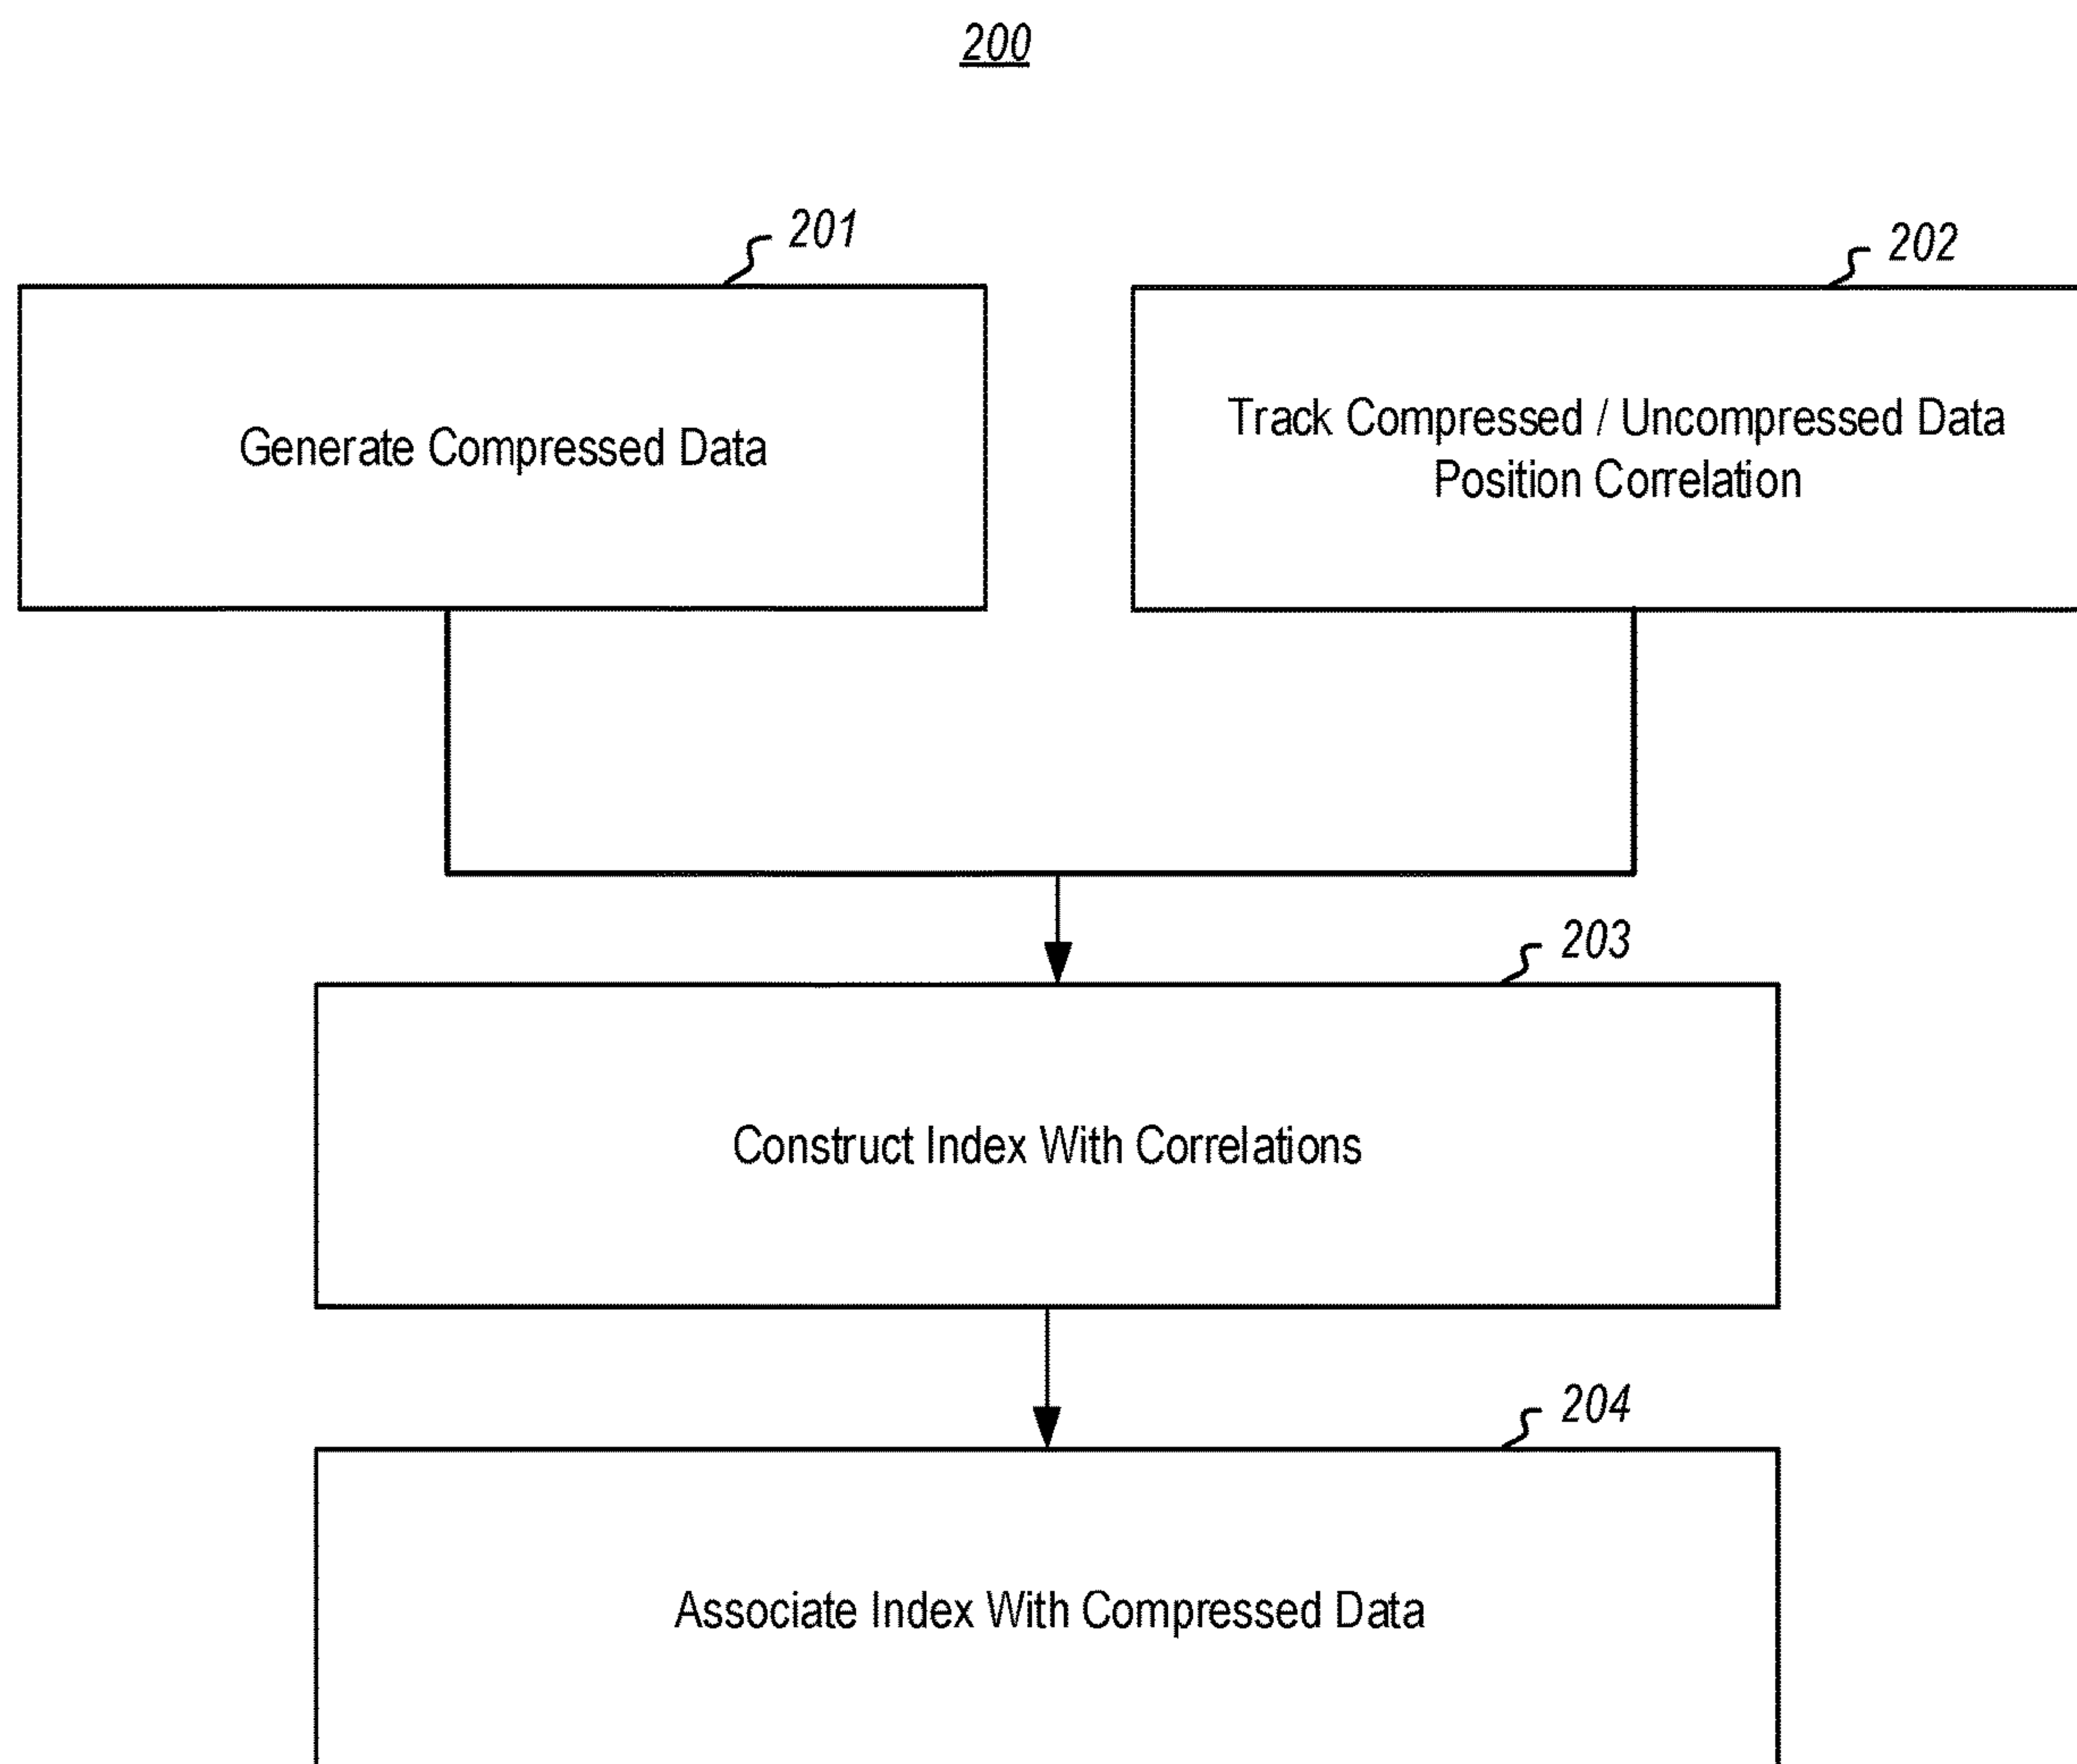 200
201
202
Generate Compressed Data
Track Compressed / Uncompressed Data
Position Correlation
203
Construct Index With Correlations
204
Associate Index With Compressed Data